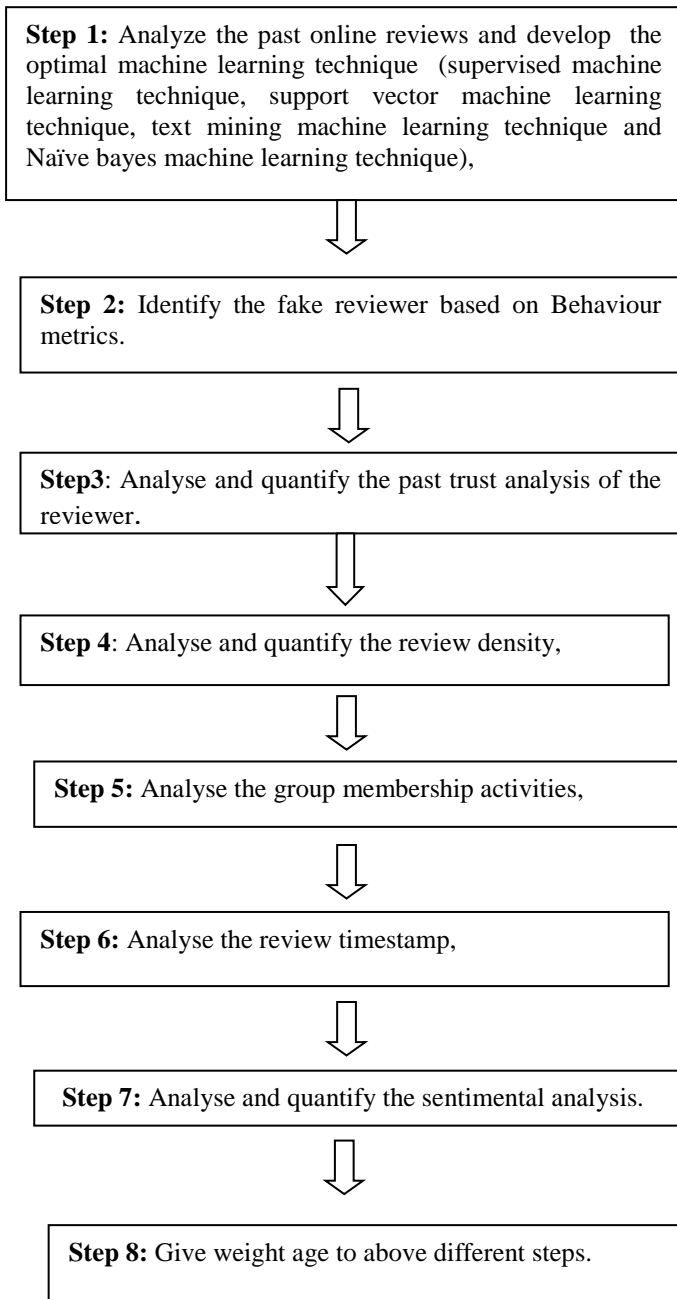 Step 1: Analyze the past online reviews and develop the
optimal machine learning technique (supervised machine
learning technique, support vector machine learning
technique, text mining machine learning technique and
Naïve bayes machine learning technique),
Step 2: Identify the fake reviewer based on Behaviour
metrics.
Step3: Analyse and quantify the past trust analysis of the
reviewer.
Step 4: Analyse and quantify the review density,
Step 5: Analyse the group membership activities,
Step 6: Analyse the review timestamp,
Step 7: Analyse and quantify the sentimental analysis.
Step 8: Give weight age to above different steps.